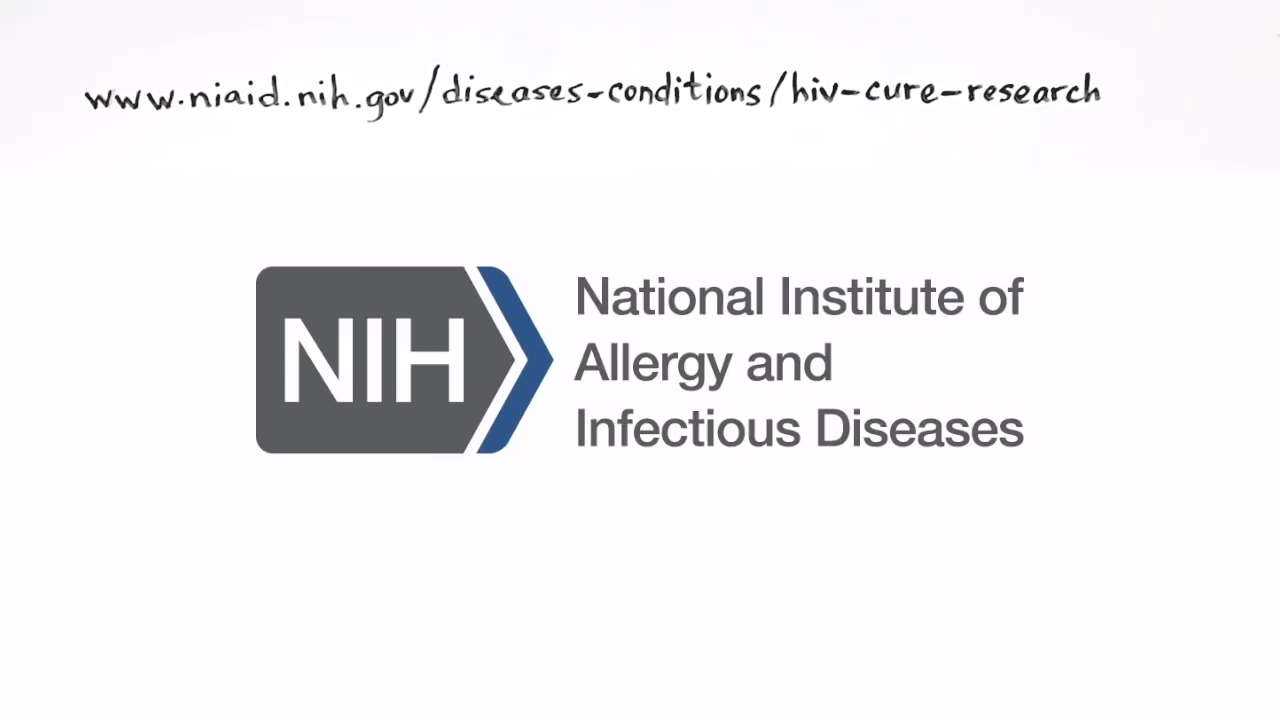 www.niaid.nih.gov/diseases-conditions/hiv-cure-research
NIH
National Institute of
Allergy and
Infectious Diseases